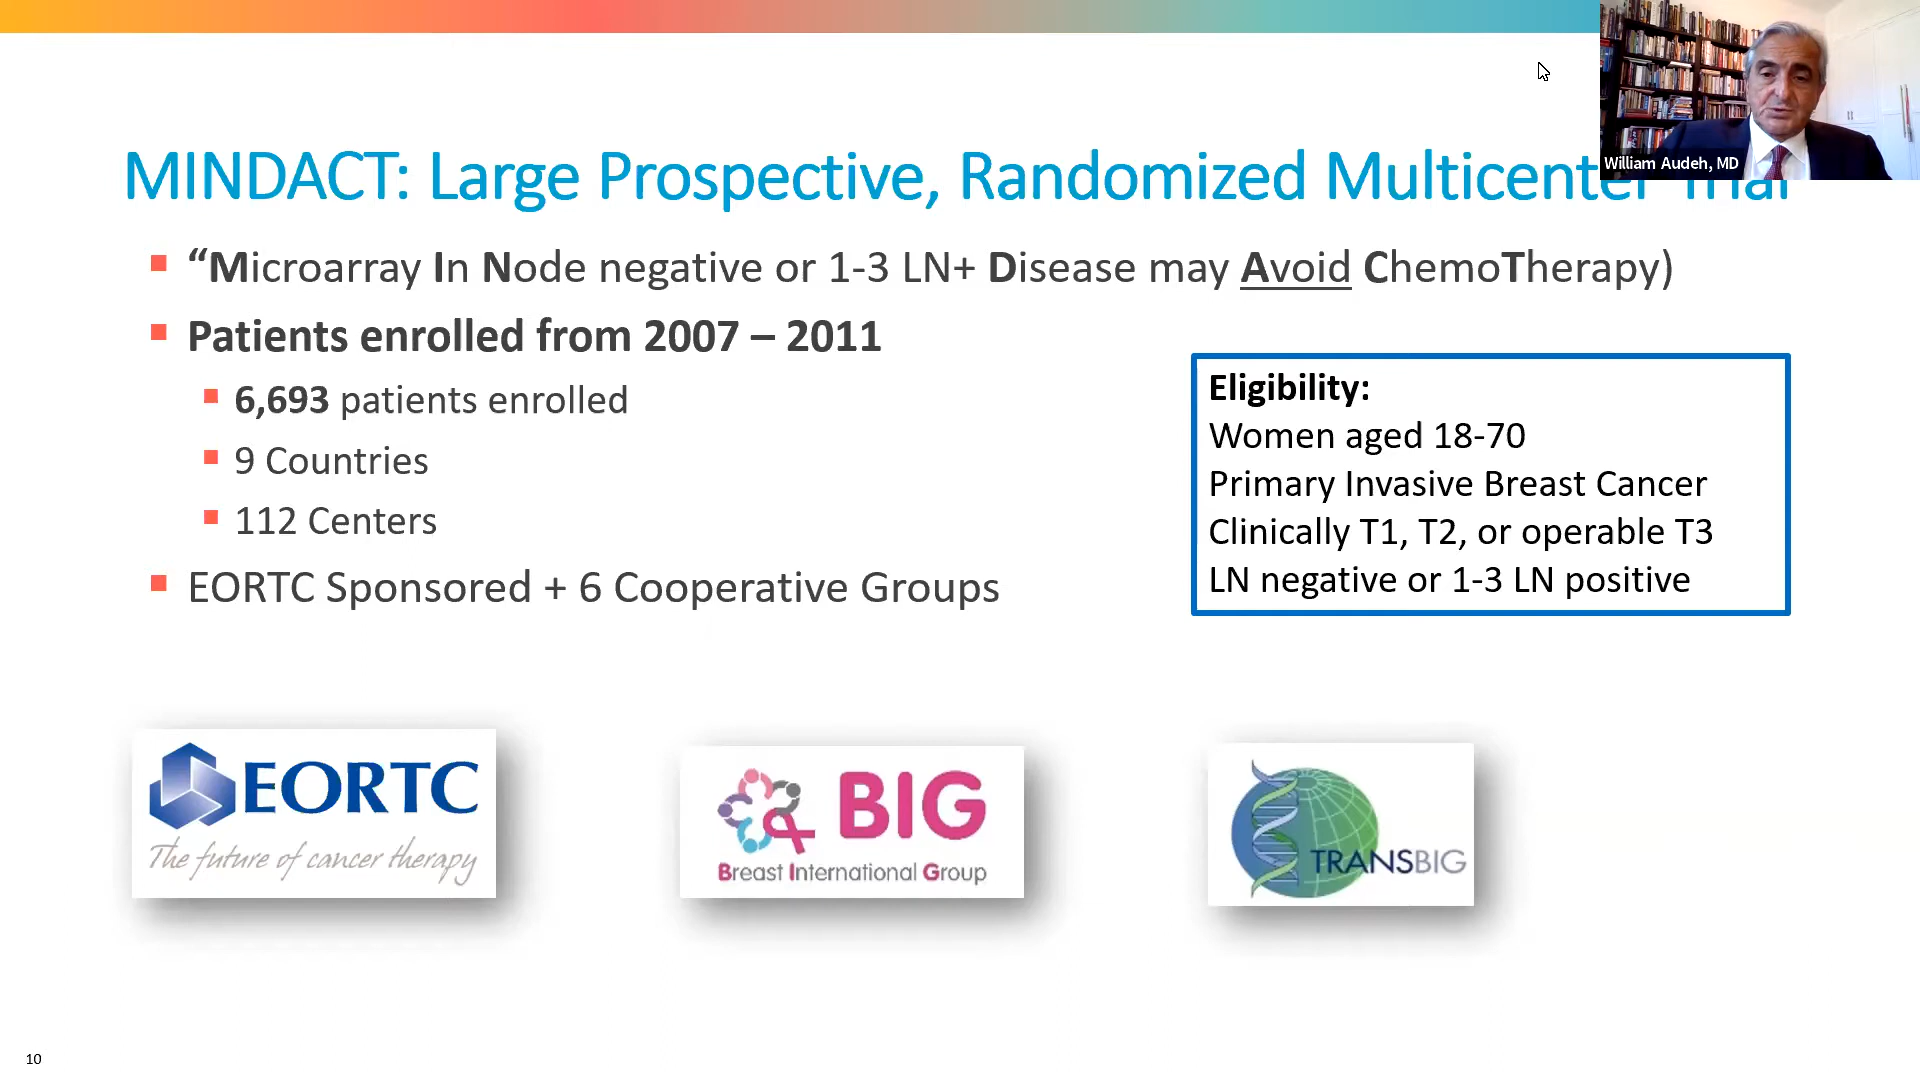 William Audeh, MD
MINDACT: Large Prospective, Randomized Multicenter Trial
“Microarray In Node negative or 1-3 LN+ Disease may Avoid ChemoTherapy)
Patients enrolled from 2007 – 2011
6,693 patients enrolled
9 Countries
112 Centers
EORTC Sponsored + 6 Cooperative Groups
Eligibility:
Women aged 18-70
Primary Invasive Breast Cancer
Clinically T1, T2, or operable T3
LN negative or 1-3 LN positive
EORTC
The future of cancer therapy
BIG
Breast International Group
TRANSBIG
10